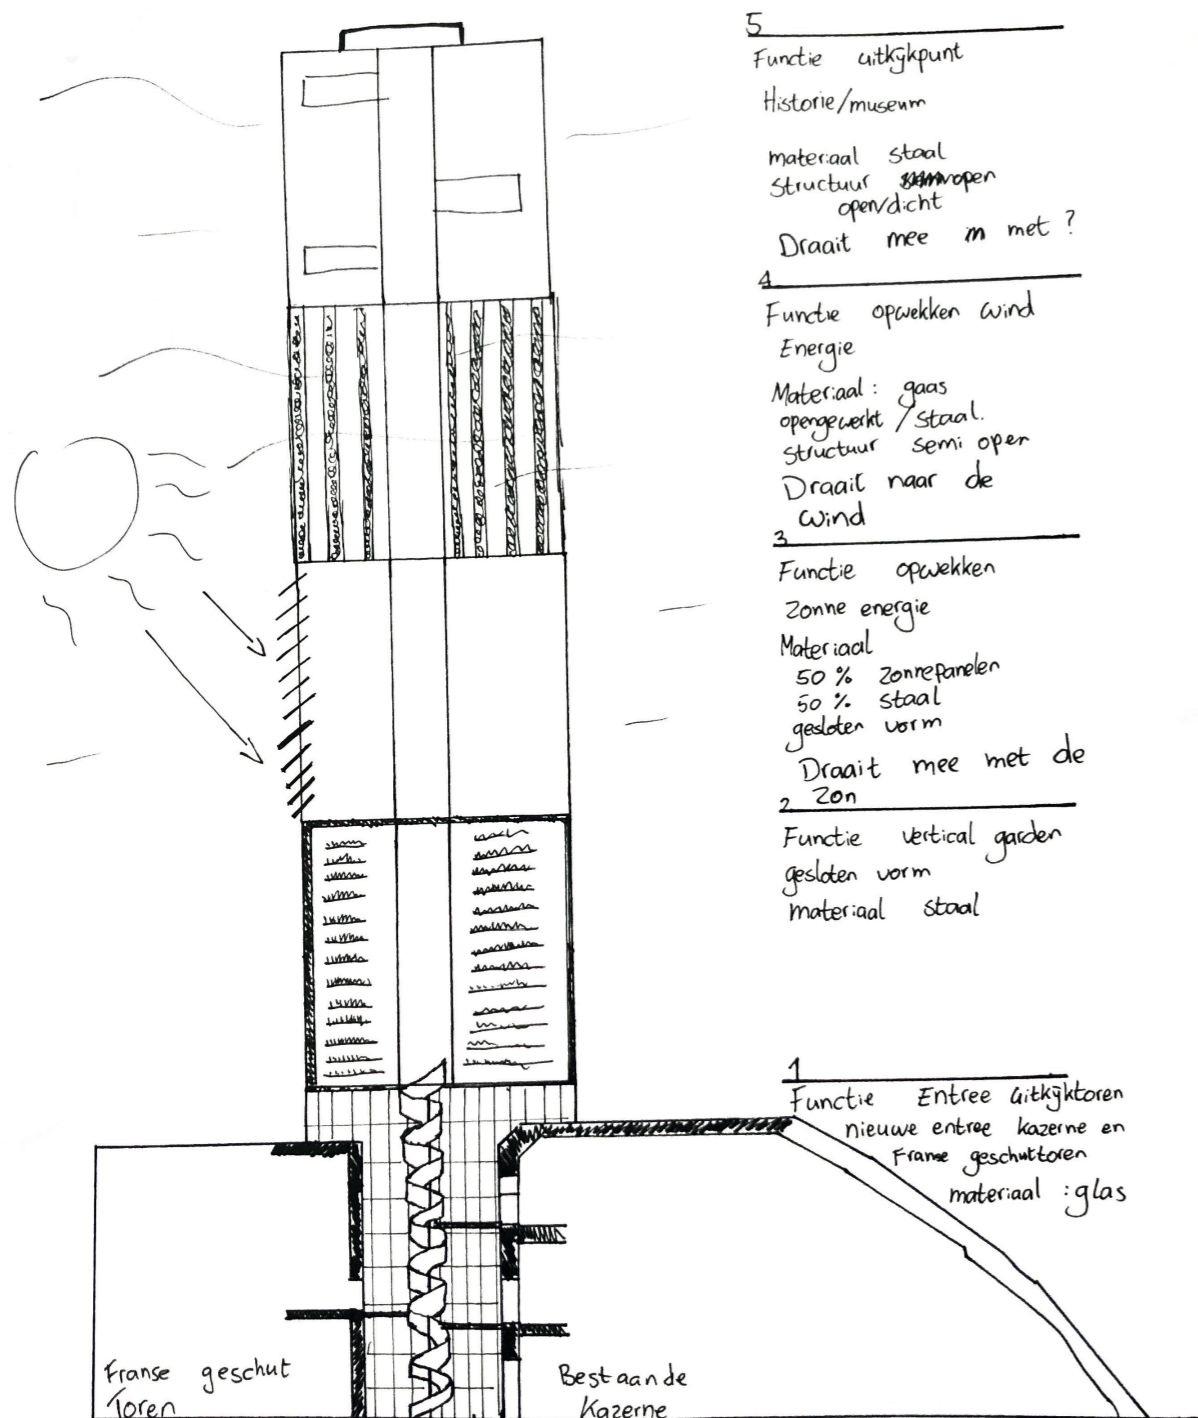 5
Functie uitkijkpunt
Historie/museum
materiaal staal
Structuur open
open/dicht
Draait mee m met ?
4
Functie opwekken wind
Energie
Materiaal : gaas
opengewerkt / staal.
structuur semi open
Draait naar de
wind
3
Functie opwekken
Zonne energie
Materiaal
50 % Zonnepanelen
50 % staal
gesloten vorm
Draait mee met de
Zon
2
Functie vertical garden
gesloten vorm
materiaal staal
1
Functie Entree Uitkijktoren
nieuwe entree kazerne en
Franse geschuttoren
materiaal : glas
Franse geschut
Toren
Bestaande
Kazerne